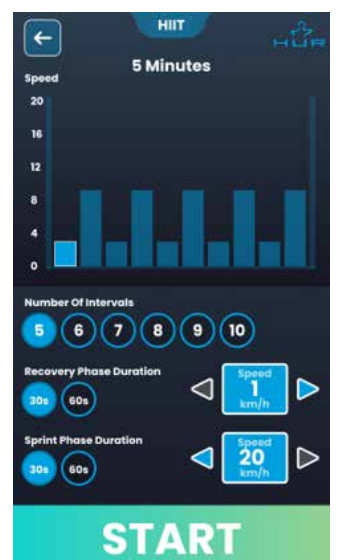 HIIT
HUR
5 Minutes
Speed
20
16
12
8
4
0
Number Of Intervals
5 6 7 8 9 10
Recovery Phase Duration
30s 60s
Speed
1
km/h
Sprint Phase Duration
30s 60s
Speed
20
km/h
START